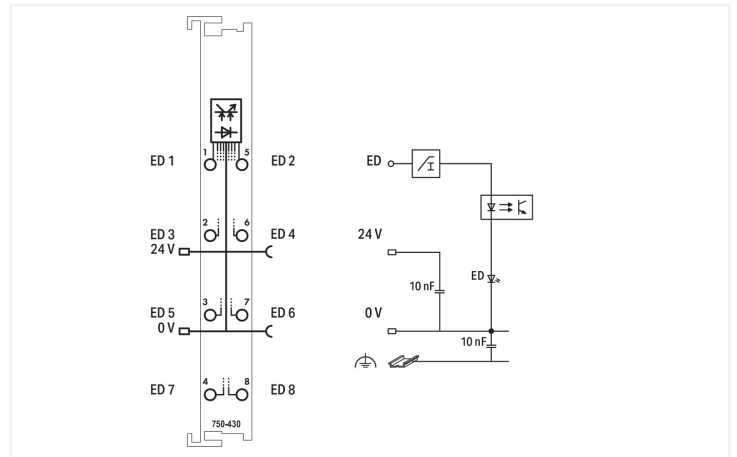 1 5
ED 1 ED 2
2 6
ED 3 ED 4
24 V
3 7
ED 5 ED 6
0 V
4 8
ED 7 ED 8
750-430
ED
I
24 V
10 nF
ED
0 V
10 nF